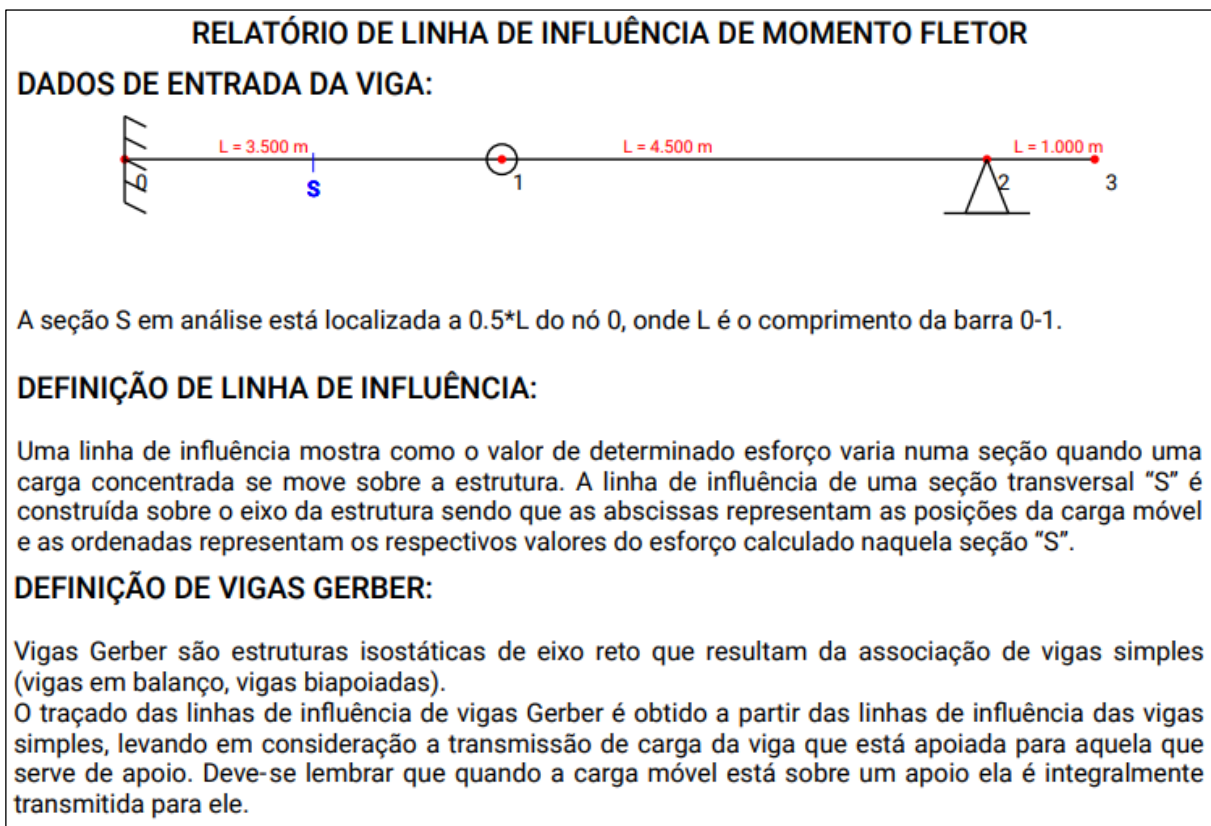 RELATÓRIO DE LINHA DE INFLUÊNCIA DE MOMENTO FLETOR
DADOS DE ENTRADA DA VIGA:
L = 3.500 m
L = 4.500 m
L = 1.000 m
0
S
1
2
3
A seção S em análise está localizada a 0.5*L do nó 0, onde L é o comprimento da barra 0-1.
DEFINIÇÃO DE LINHA DE INFLUÊNCIA:
Uma linha de influência mostra como o valor de determinado esforço varia numa seção quando uma
carga concentrada se move sobre a estrutura. A linha de influência de uma seção transversal “S” é
construída sobre o eixo da estrutura sendo que as abscissas representam as posições da carga móvel
e as ordenadas representam os respectivos valores do esforço calculado naquela seção “S”.
DEFINIÇÃO DE VIGAS GERBER:
Vigas Gerber são estruturas isostáticas de eixo reto que resultam da associação de vigas simples
(vigas em balanço, vigas biapoiadas).
O traçado das linhas de influência de vigas Gerber é obtido a partir das linhas de influência das vigas
simples, levando em consideração a transmissão de carga da viga que está apoiada para aquela que
serve de apoio. Deve-se lembrar que quando a carga móvel está sobre um apoio ela é integralmente
transmitida para ele.